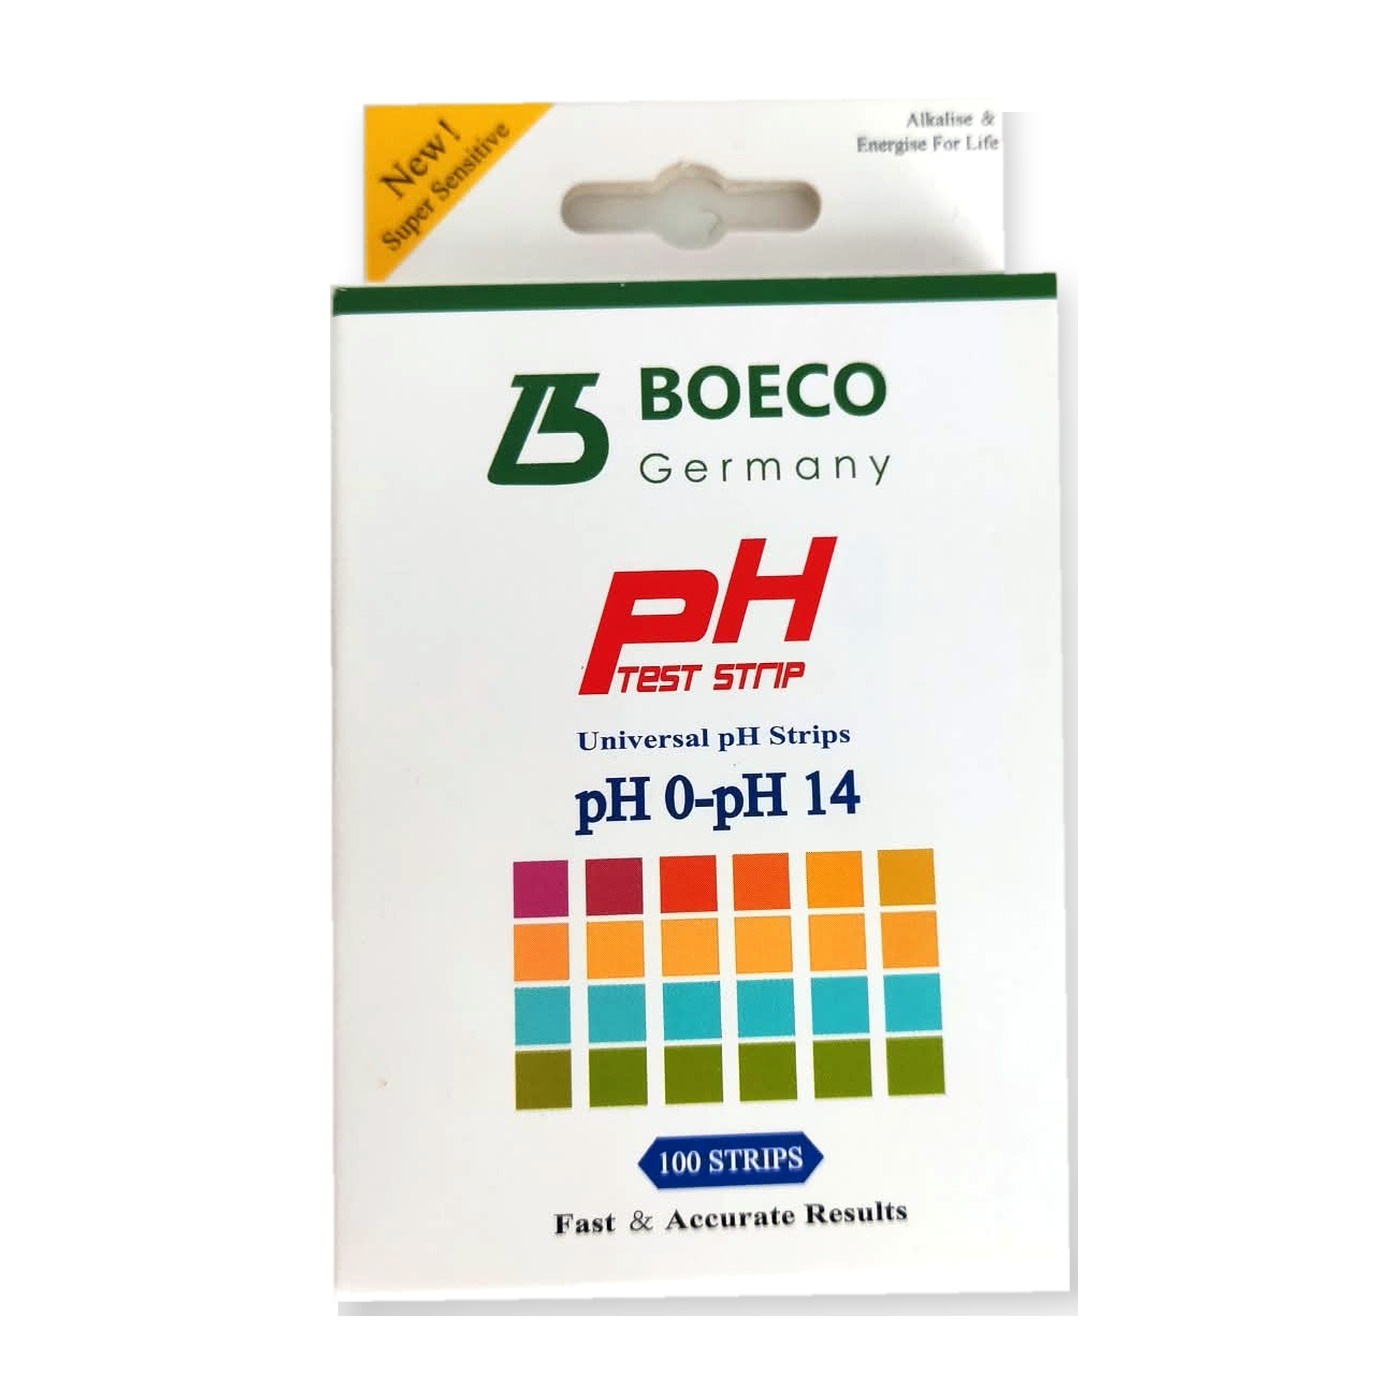 New!
Super Sensitive
Alkalise &
Energise For Life
BOECO
Germany
pH
TEST STRIP
Universal pH Strips
pH 0-pH 14
100 STRIPS
Fast & Accurate Results